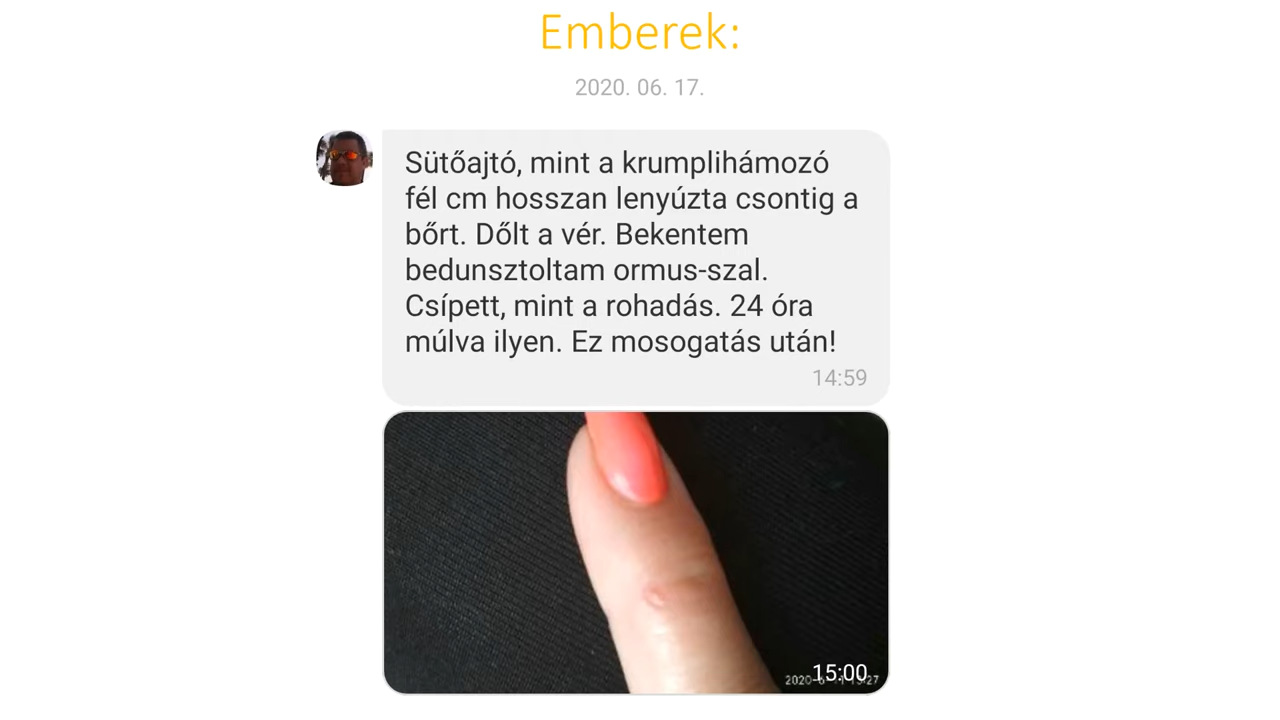 Emberek:
2020. 06. 17.
Sütőajtó, mint a krumplihámozó
fél cm hosszan lenyúzta csontig a
bőrt. Dőlt a vér. Bekentem
bedunsztoltam ormus-szal.
Csípett, mint a rohadás. 24 óra
múlva ilyen. Ez mosogatás után!
14:59
15:00